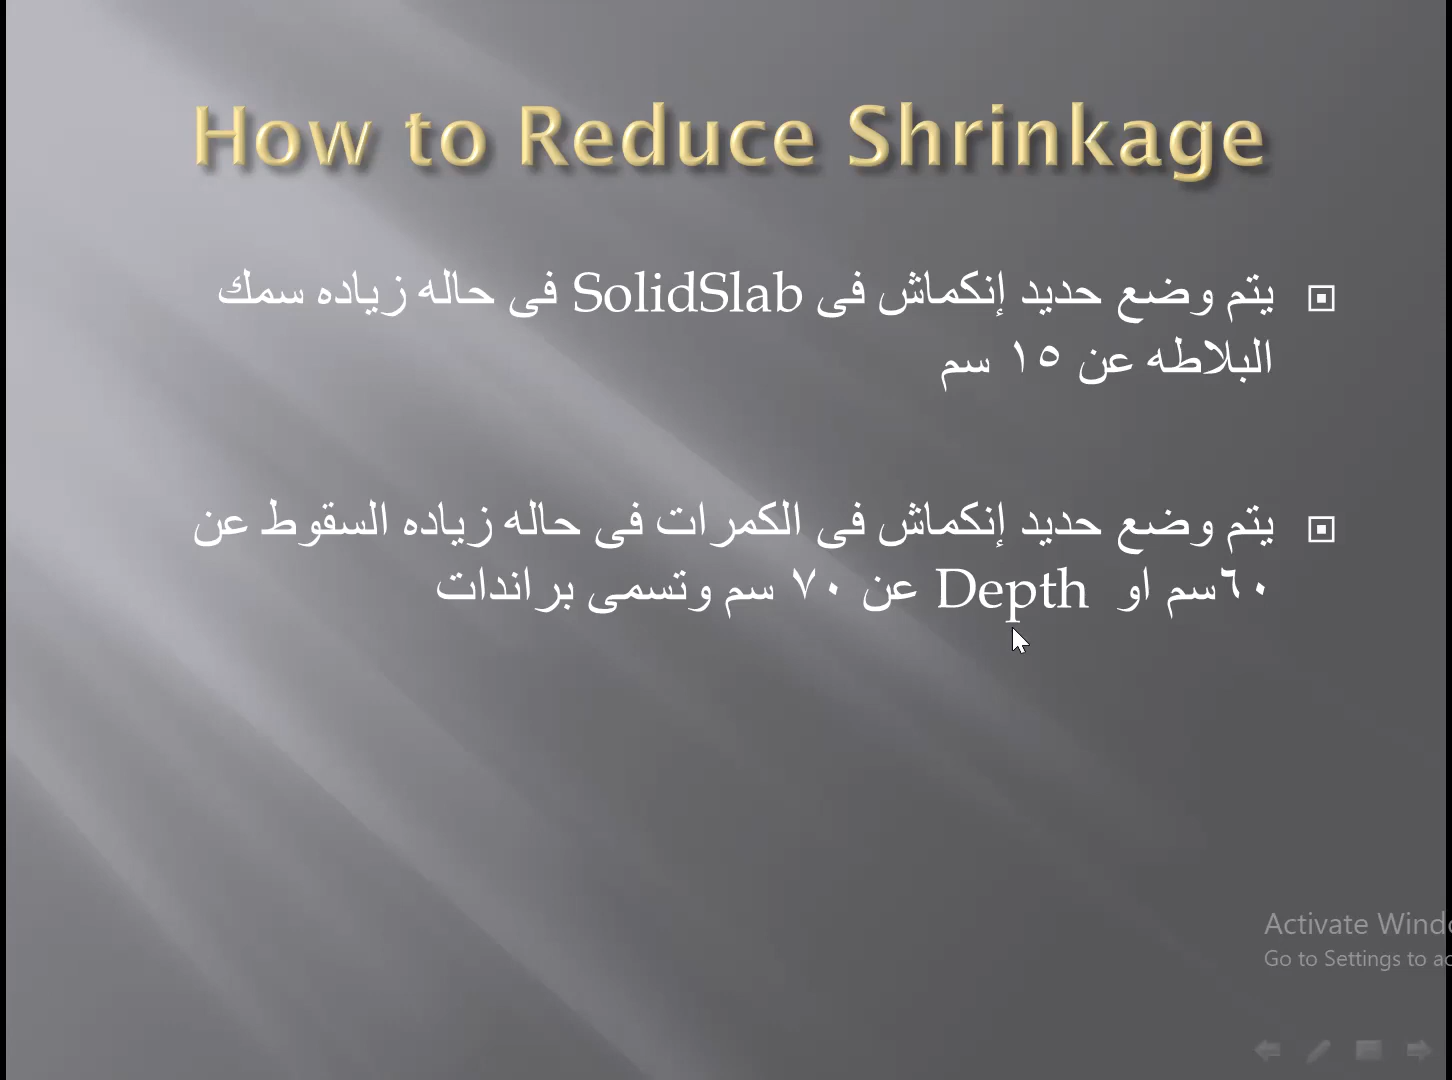 How to Reduce Shrinkage
يتم وضع حديد إنكماش فى SolidSlab فى حاله زياده سمك
البلاطه عن ١٥ سم
يتم وضع حديد إنكماش فى الكمرات فى حاله زياده السقوط عن
٦٠سم او Depth عن ٧٠ سم وتسمى براندات
Activate Windo
Go to Settings to ac